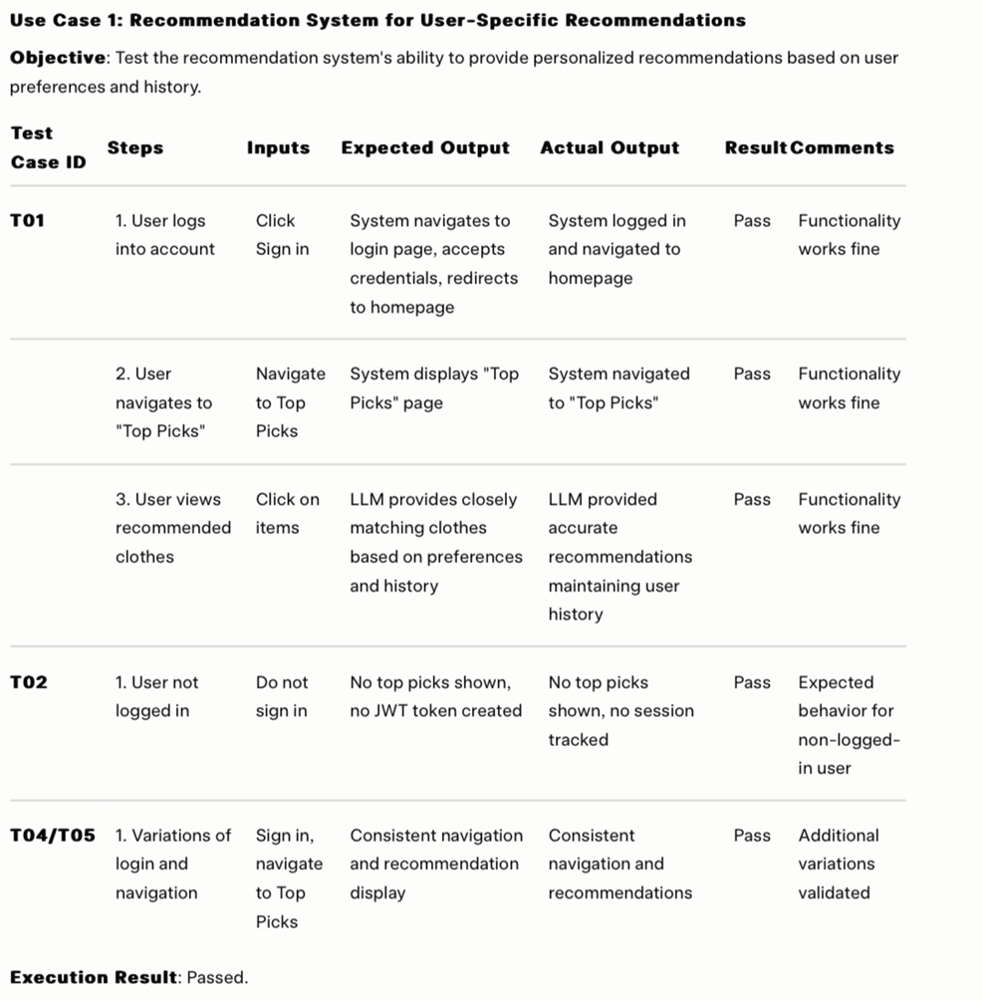 Use Case 1: Recommendation System for User-Specific Recommendations
Objective: Test the recommendation system's ability to provide personalized recommendations based on user
preferences and history.
Test
Case ID
Steps
Inputs
Expected Output
Actual Output
Result
Comments
T01
1. User logs
into account
Click
Sign in
System navigates to
login page, accepts
credentials, redirects
to homepage
System logged in
and navigated to
homepage
Pass
Functionality
works fine
2. User
navigates to
"Top Picks"
Navigate
to Top
Picks
System displays "Top
Picks" page
System navigated
to "Top Picks"
Pass
Functionality
works fine
3. User views
recommended
clothes
Click on
items
LLM provides closely
matching clothes
based on preferences
and history
LLM provided
accurate
recommendations
maintaining user
history
Pass
Functionality
works fine
T02
1. User not
logged in
Do not
sign in
No top picks shown,
no JWT token created
No top picks
shown, no session
tracked
Pass
Expected
behavior for
non-logged-
in user
T04/T05
1. Variations of
login and
navigation
Sign in,
navigate
to Top
Picks
Consistent navigation
and recommendation
display
Consistent
navigation and
recommendations
Pass
Additional
variations
validated
Execution Result: Passed.